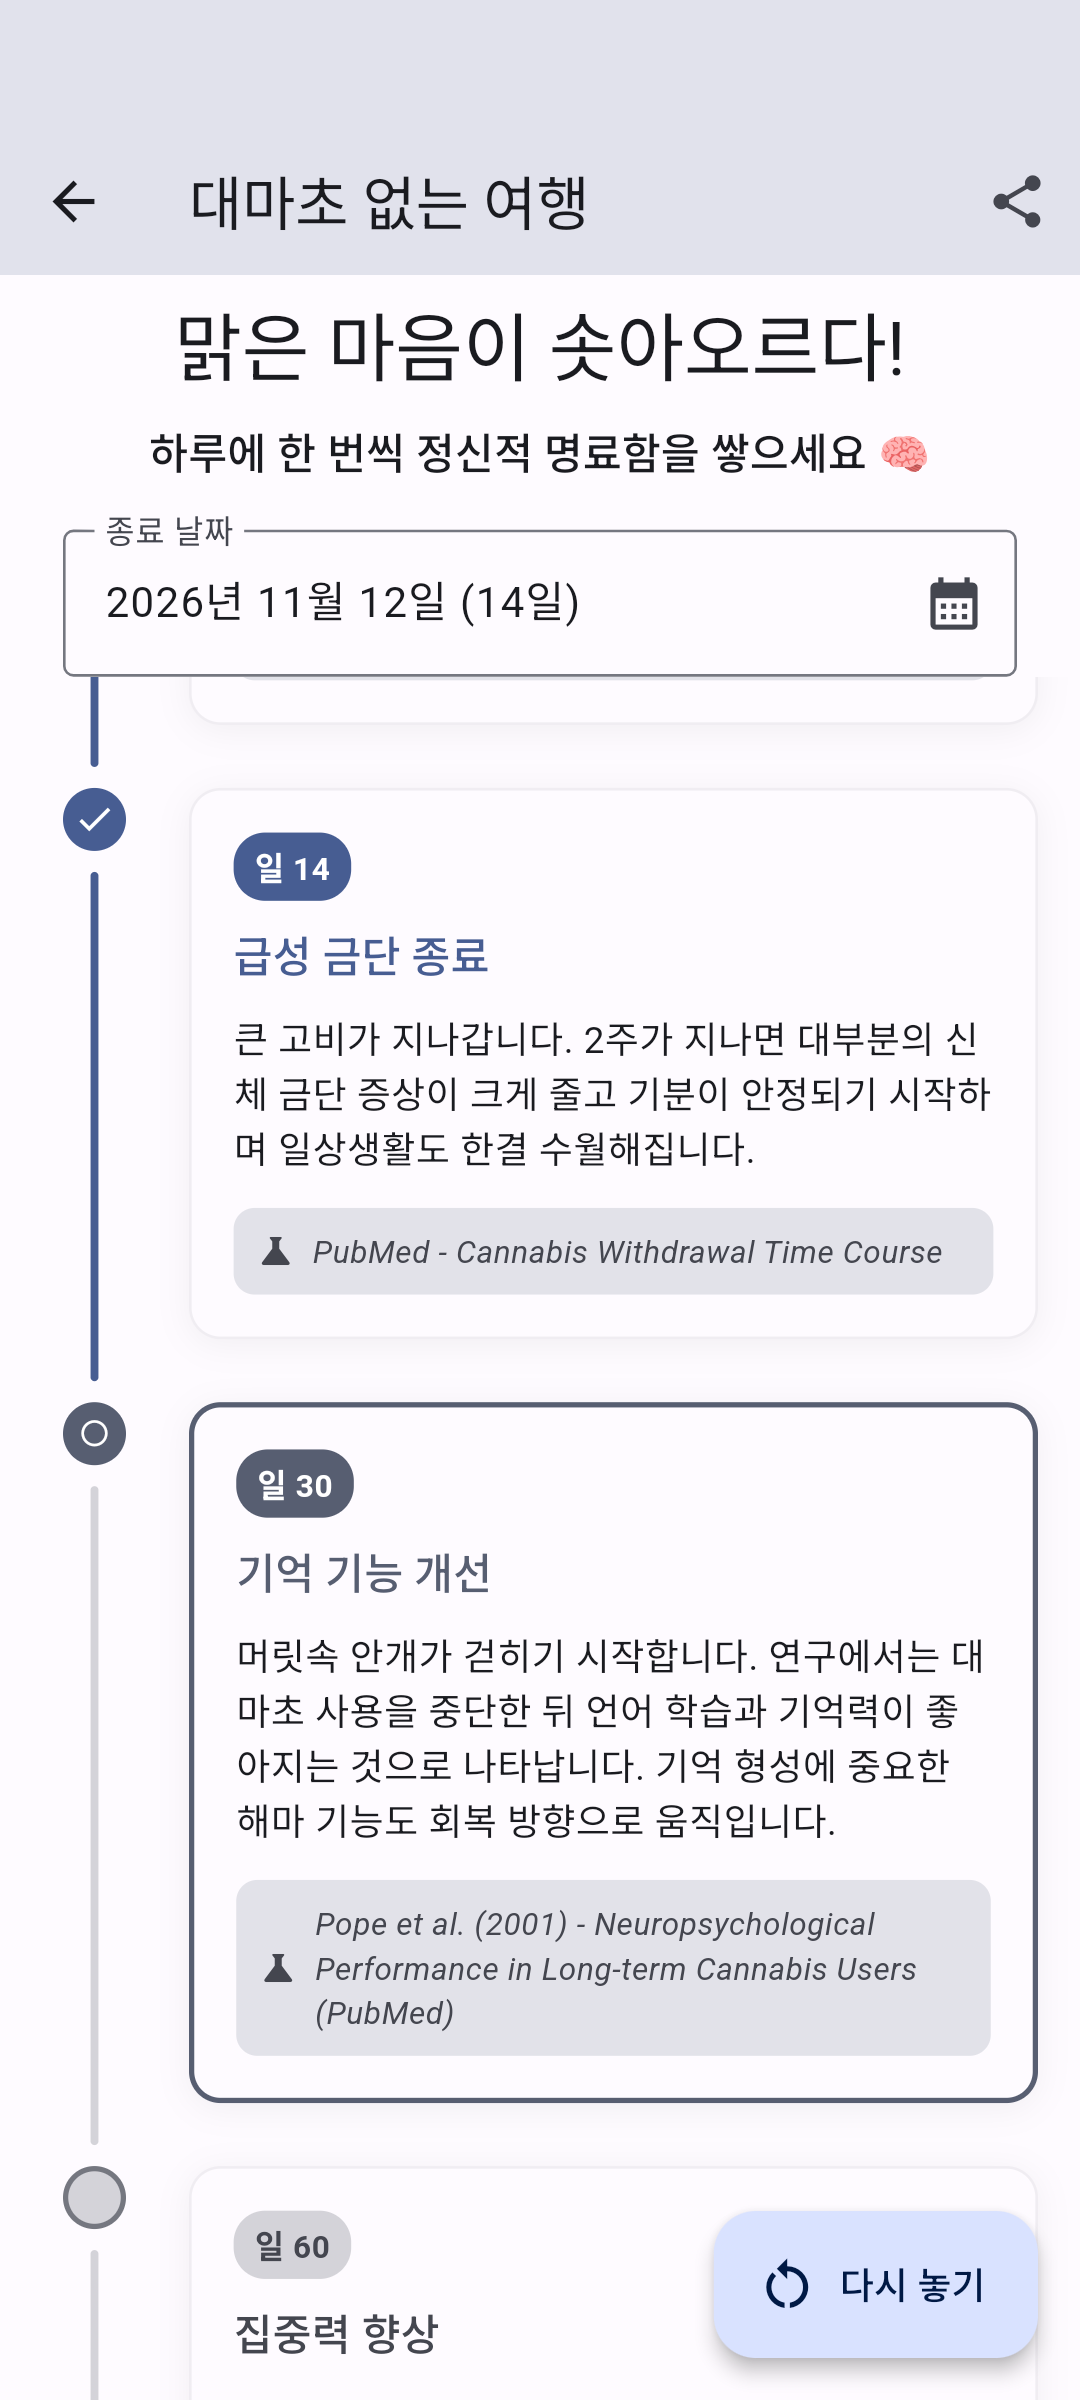 대마초 없는 여행
맑은 마음이 솟아오르다!
하루에 한 번씩 정신적 명료함을 쌓으세요 🧠
종료 날짜
2026년 11월 12일 (14일)
일 14
급성 금단 종료
큰 고비가 지나갑니다. 2주가 지나면 대부분의 신
체 금단 증상이 크게 줄고 기분이 안정되기 시작하
며 일상생활도 한결 수월해집니다.
PubMed - Cannabis Withdrawal Time Course
일 30
기억 기능 개선
머릿속 안개가 걷히기 시작합니다. 연구에서는 대
마초 사용을 중단한 뒤 언어 학습과 기억력이 좋
아지는 것으로 나타납니다. 기억 형성에 중요한
해마 기능도 회복 방향으로 움직입니다.
Pope et al. (2001) - Neuropsychological
Performance in Long-term Cannabis Users
(PubMed)
일 60
집중력 향상
다시 놓기